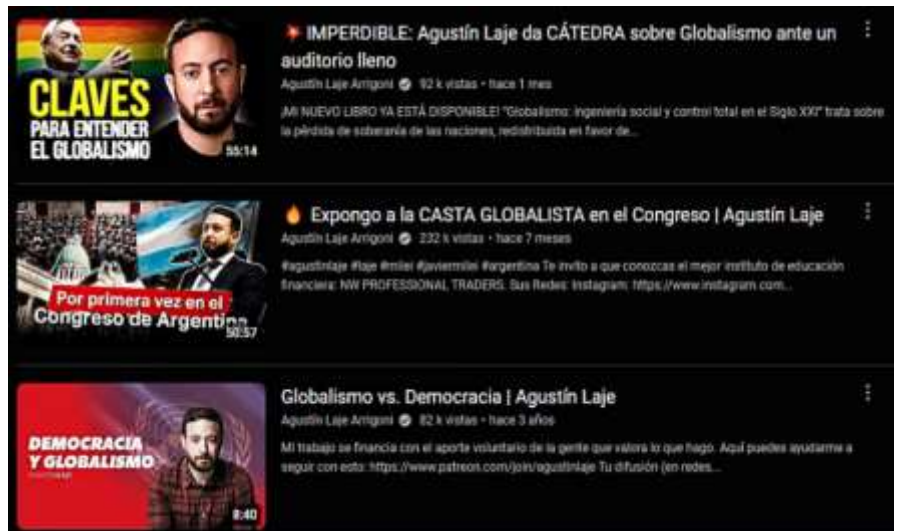 CLAVES
PARA ENTENDER
EL GLOBALISMO
55:14
IMPERDIBLE: Agustín Laje da CÁTEDRA sobre Globalismo ante un
auditorio lleno
Agustín Laje Arrigoni 92 k vistas • hace 1 mes
¡MI NUEVO LIBRO YA ESTÁ DISPONIBLE! "Globalismo: ingeniería social y control total en el Siglo XXI" trata sobre
la pérdida de soberanía de las naciones, redistribuida en favor de...
Por primera vez en el
Congreso de Argentina
50:57
Expongo a la CASTA GLOBALISTA en el Congreso | Agustín Laje
Agustín Laje Arrigoni 232 k vistas • hace 7 meses
#agustinlaje #laje #milei #javiermilei #argentina Te invito a que conozcas el mejor instituto de educación
financiera: NW PROFESSIONAL TRADERS. Sus Redes: Instagram: https://www.instagram.com...
DEMOCRACIA
Y GLOBALISMO
8:40
Globalismo vs. Democracia | Agustín Laje
Agustín Laje Arrigoni 82 k vistas • hace 3 años
Mi trabajo se financia con el aporte voluntario de la gente que valora lo que hago. Aquí puedes ayudarme a
seguir con esto: https://www.patreon.com/join/agustinlaje Tu difusión (en redes...